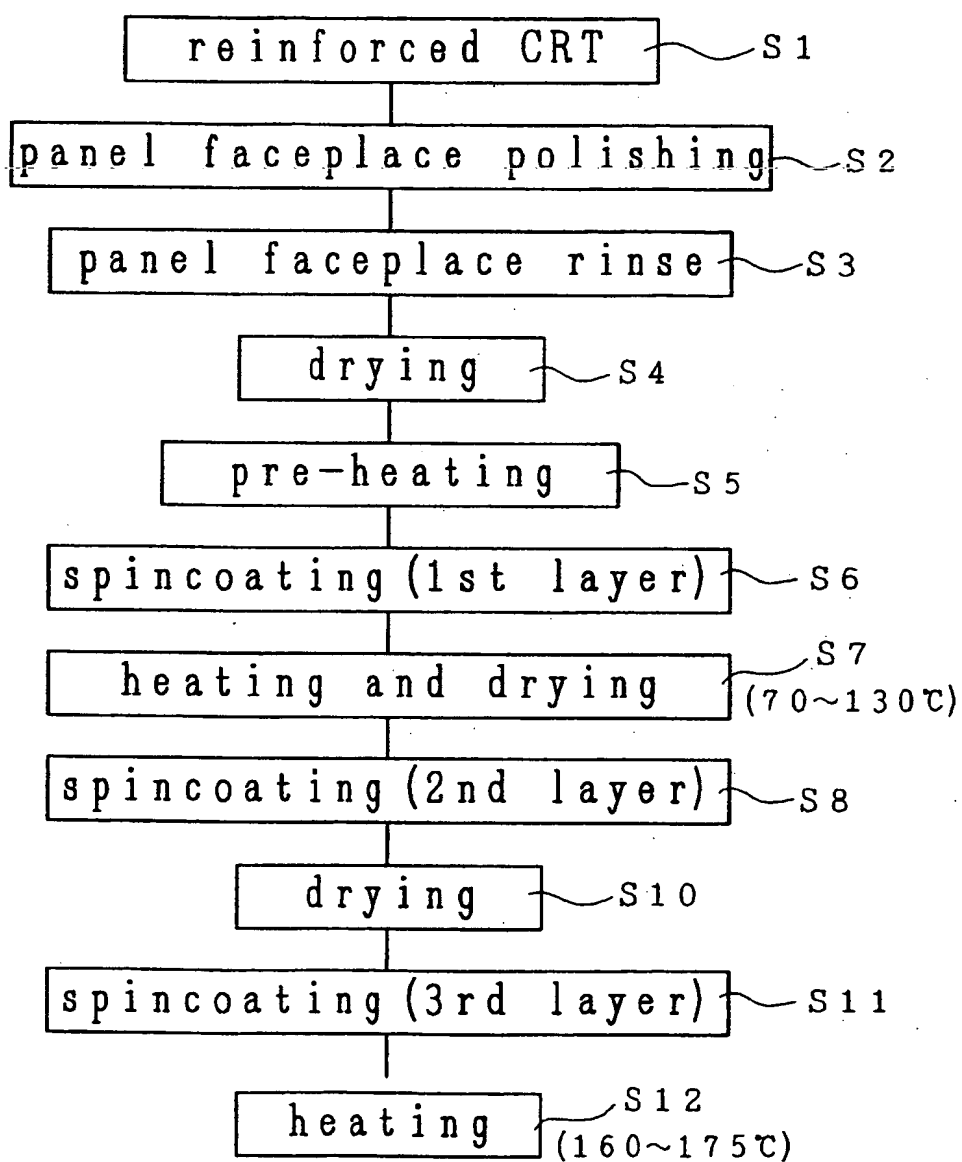 reinforced CRT S1
panel faceplace polishing S2
panel faceplace rinse S3
drying S4
pre-heating S5
spincoating (1st layer) S6
heating and drying S7
(70~130℃)
spincoating (2nd layer) S8
drying S10
spincoating (3rd layer) S11
heating S12
(160~175℃)